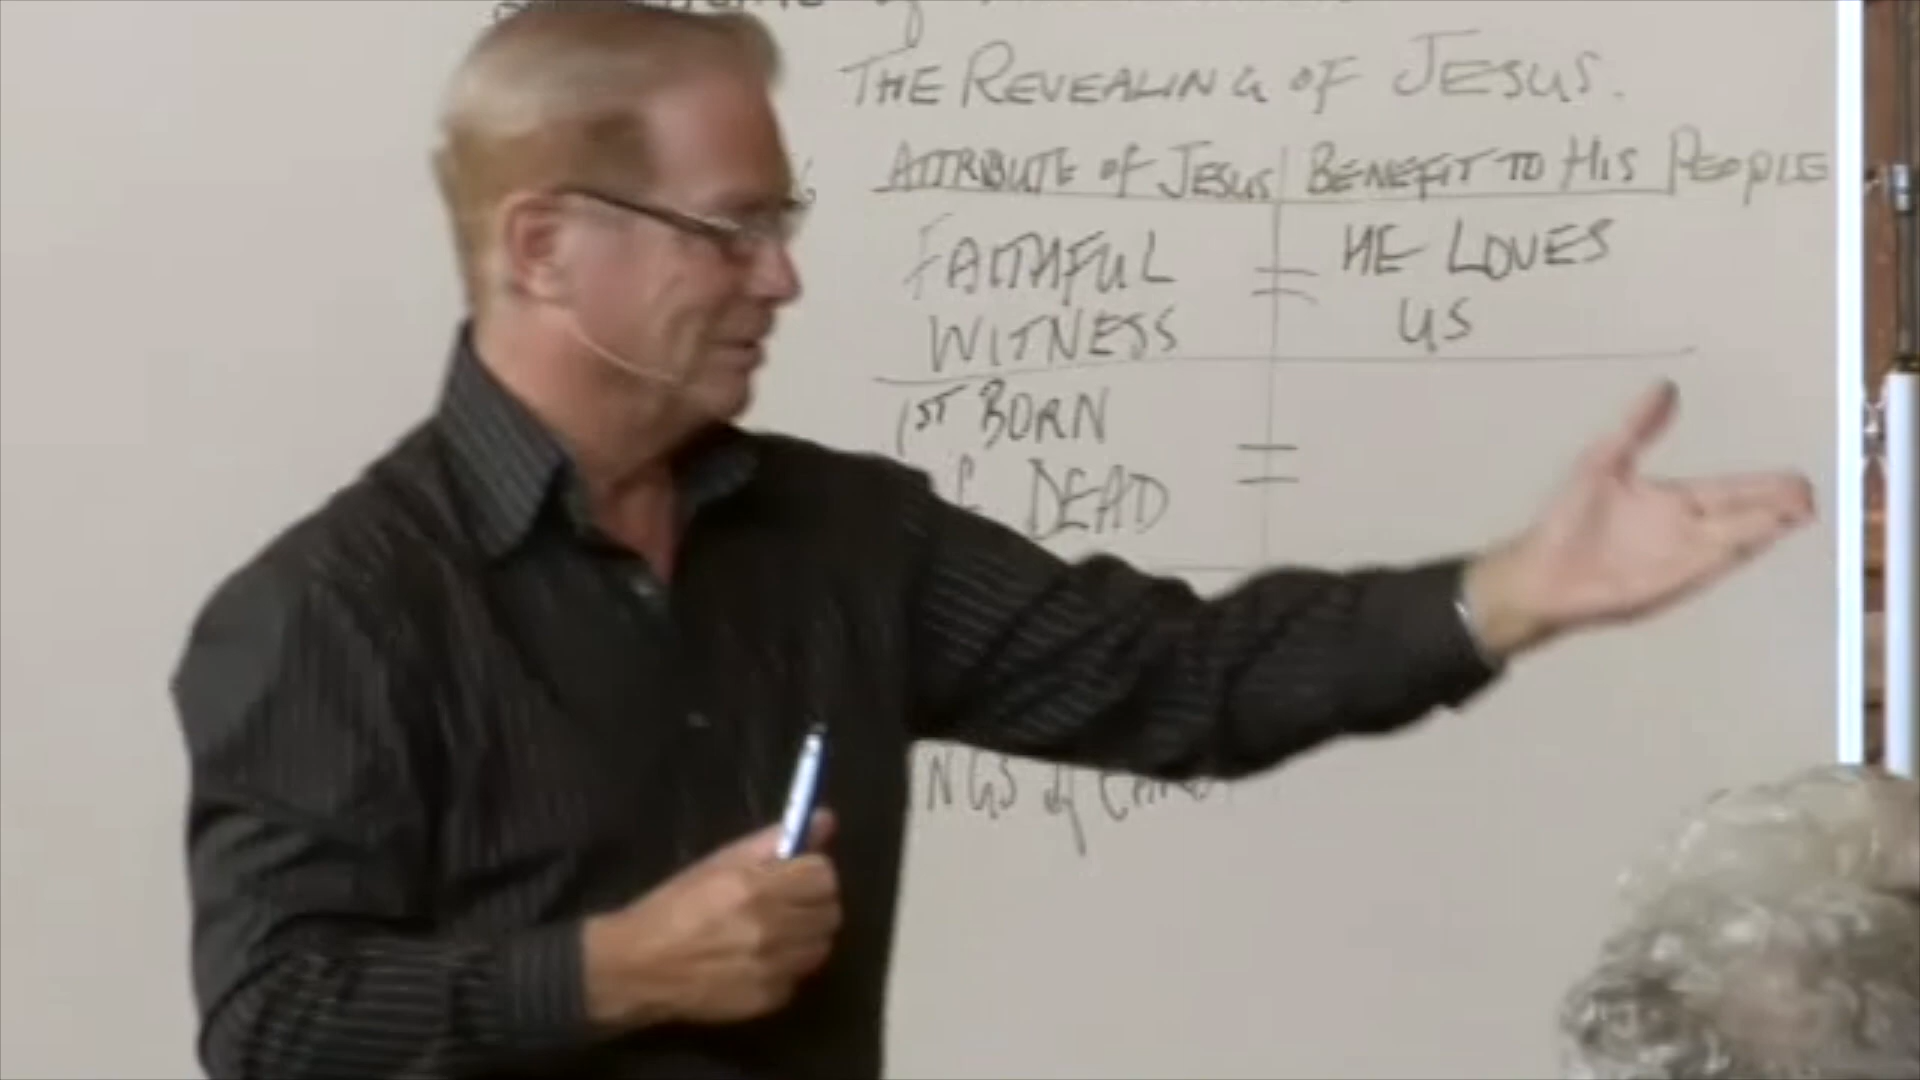 THE REVEALING OF JESUS.
ATTRIBUTE OF JESUS BENEFIT TO HIS PEOPLE
FAITHFUL = HE LOVES
WITNESS US
1ST BORN =
DEAD